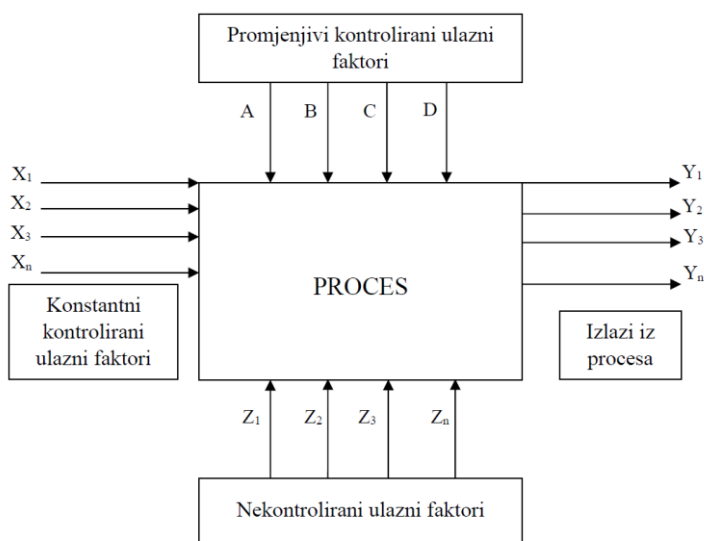 Promjenjivi kontrolirani ulazni
faktori
A B C D
X₁
X₂
X₃
Xₙ
Y₁
Y₂
Y₃
Yₙ
PROCES
Konstantni
kontrolirani
ulazni faktori
Izlazi iz
procesa
Z₁ Z₂ Z₃ Zₙ
Nekontrolirani ulazni faktori